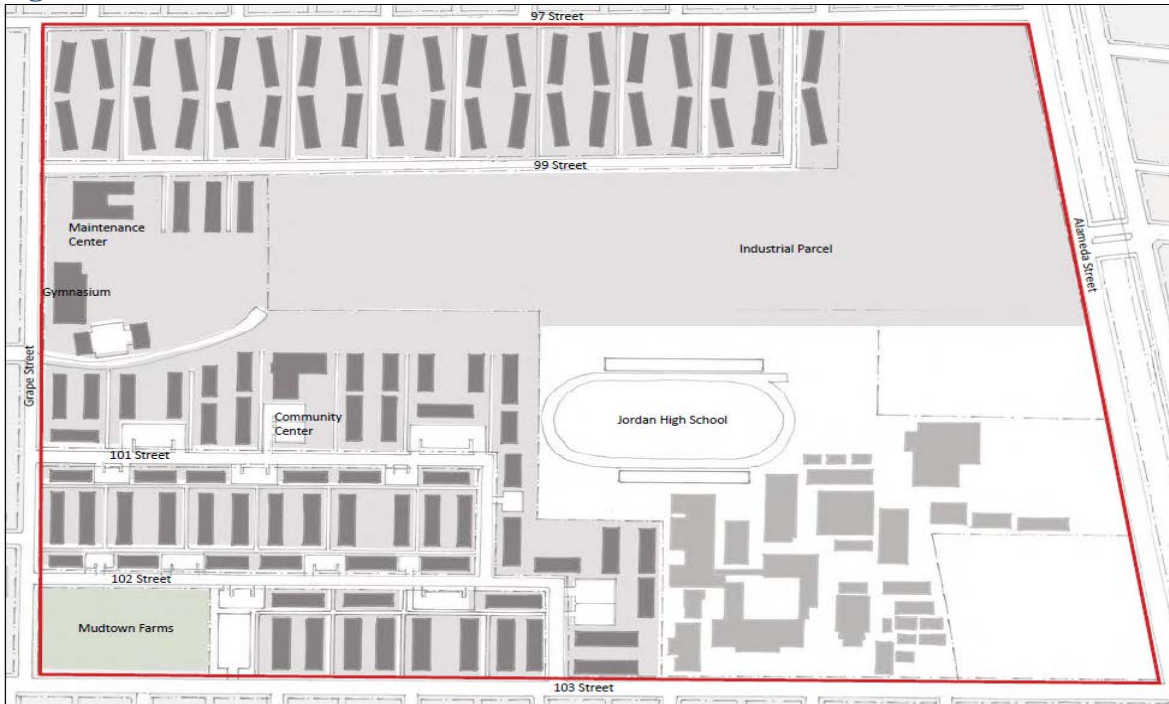 97 Street
99 Street
Maintenance
Center
Industrial Parcel
Alameda Street
Gymnasium
Grape Street
Community
Center
Jordan High School
101 Street
102 Street
Mudtown Farms
103 Street